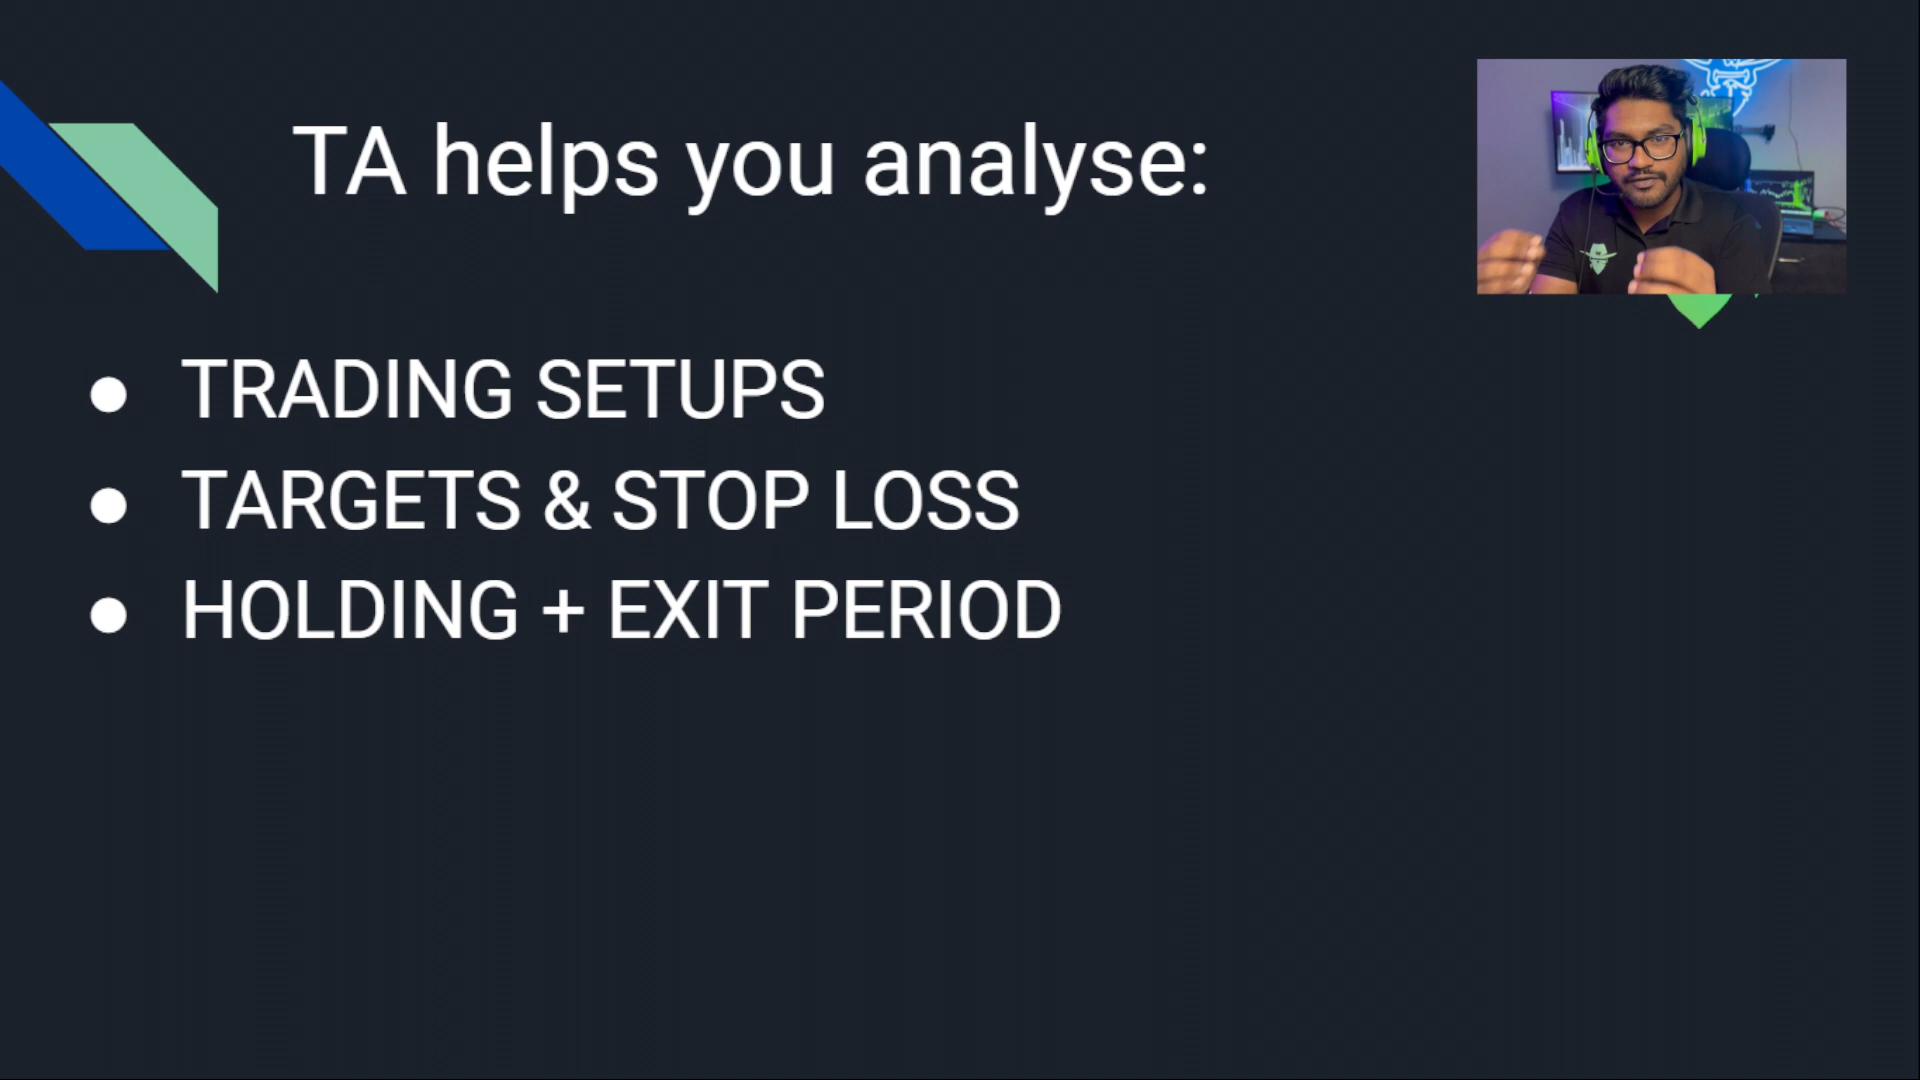 TA helps you analyse:
● TRADING SETUPS
● TARGETS & STOP LOSS
● HOLDING + EXIT PERIOD